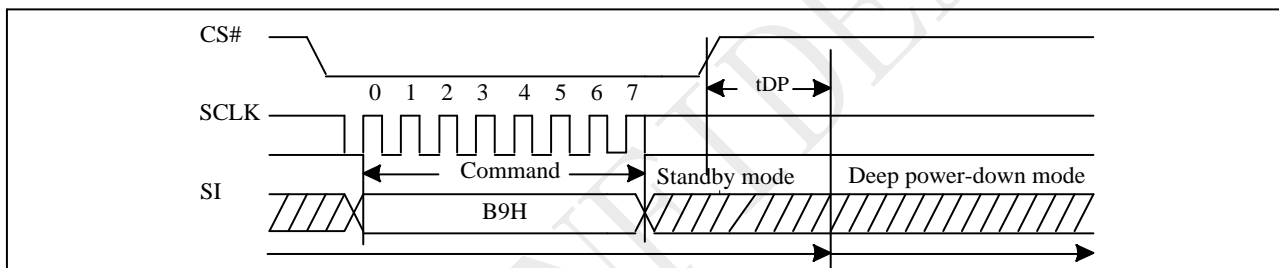 CS#
tDP
0 1 2 3 4 5 6 7
SCLK
Command
Standby mode
Deep power-down mode
SI
B9H